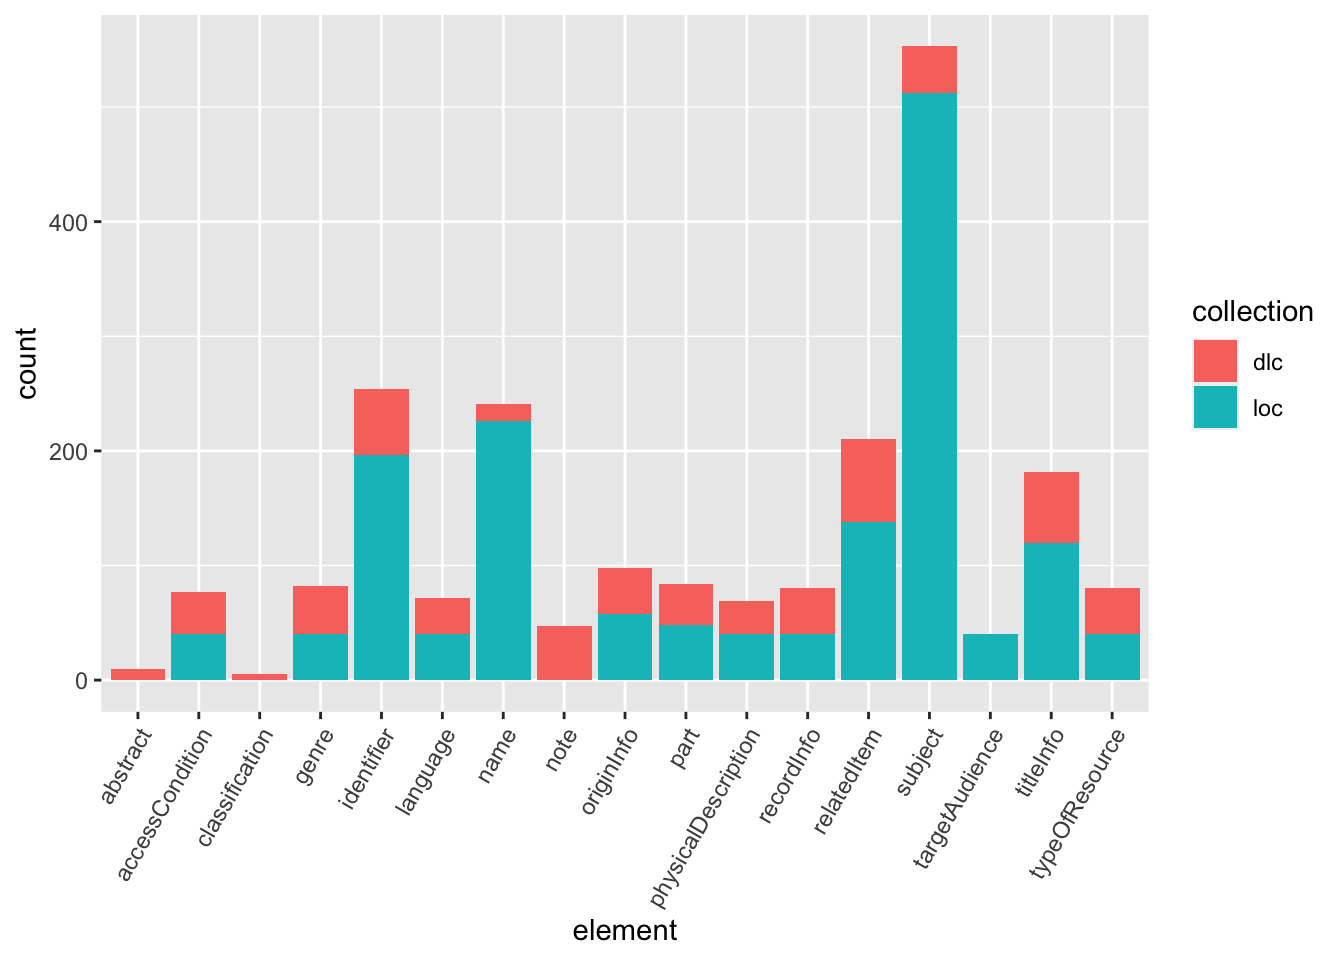 400
200
0
count
abstract
accessCondition
classification
genre
identifier
language
name
note
originInfo
part
physicalDescription
recordInfo
relatedItem
subject
targetAudience
titleInfo
typeOfResource
element
collection
dlc
loc